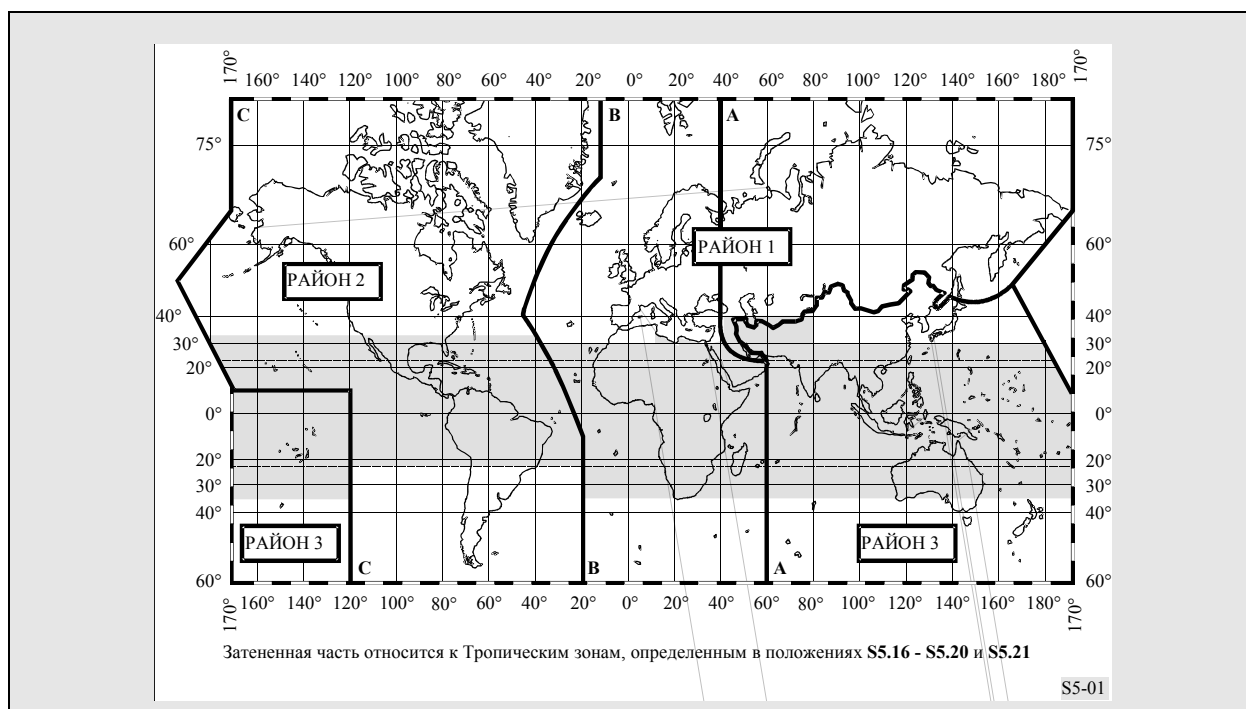 170° 160° 140° 120° 100° 80° 60° 40° 20° 0° 20° 40° 60° 80° 100° 120° 140° 160° 180° 170°
C B A
75° 75°
РАЙОН 1
60° 60°
РАЙОН 2
40° 40°
30° 30°
20° 20°
0° 0°
20° 20°
30° 30°
40° 40°
РАЙОН 3 РАЙОН 3
C B A
60° 60°
170° 160° 140° 120° 100° 80° 60° 40° 20° 0° 20° 40° 60° 80° 100° 120° 140° 160° 180° 170°
Затененная часть относится к Тропическим зонам, определенным в положениях S5.16 - S5.20 и S5.21
S5-01